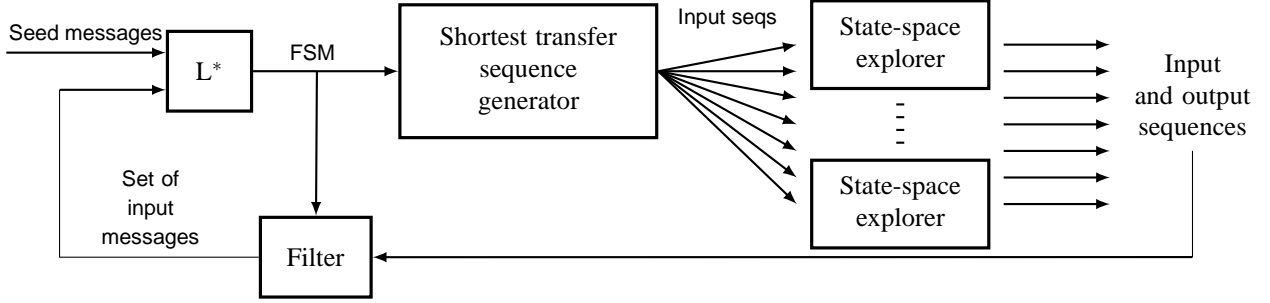 Seed messages
L*
FSM
Shortest transfer
sequence
generator
Input seqs
State-space
explorer
State-space
explorer
Input
and output
sequences
Set of
input
messages
Filter